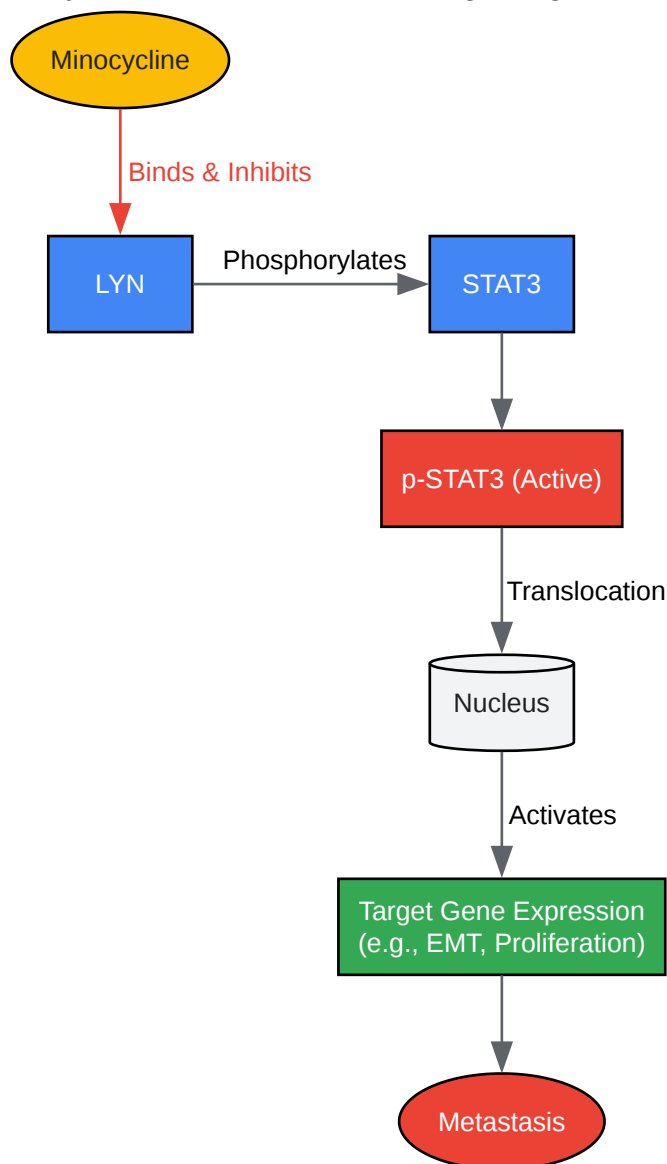 Minocycline
Binds & Inhibits
Phosphorylates
LYN
STAT3
p-STAT3 (Active)
Translocation
Nucleus
Activates
Target Gene Expression
(e.g., EMT, Proliferation)
Metastasis